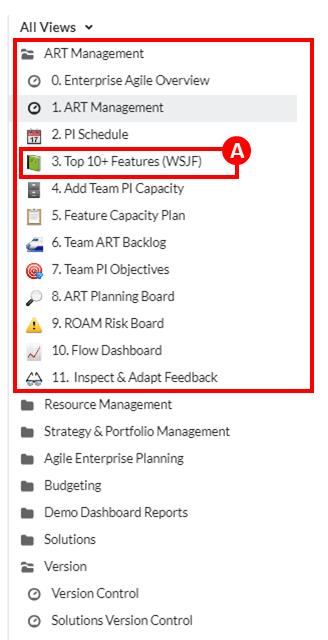 All Views
ART Management
0. Enterprise Agile Overview
1. ART Management
2. PI Schedule
A
3. Top 10+ Features (WSJF)
4. Add Team PI Capacity
5. Feature Capacity Plan
6. Team ART Backlog
7. Team PI Objectives
8. ART Planning Board
9. ROAM Risk Board
10. Flow Dashboard
11. Inspect & Adapt Feedback
Resource Management
Strategy & Portfolio Management
Agile Enterprise Planning
Budgeting
Demo Dashboard Reports
Solutions
Version
Version Control
Solutions Version Control